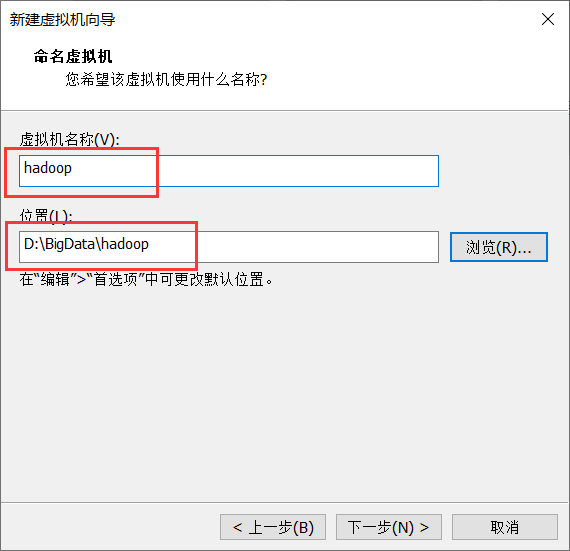 新建虚拟机向导
命名虚拟机
您希望该虚拟机使用什么名称?
虚拟机名称(V):
hadoop
位置(L):
D:\BigData\hadoop
浏览(R)...
在“编辑”>“首选项”中可更改默认位置。
< 上一步(B)
下一步(N) >
取消